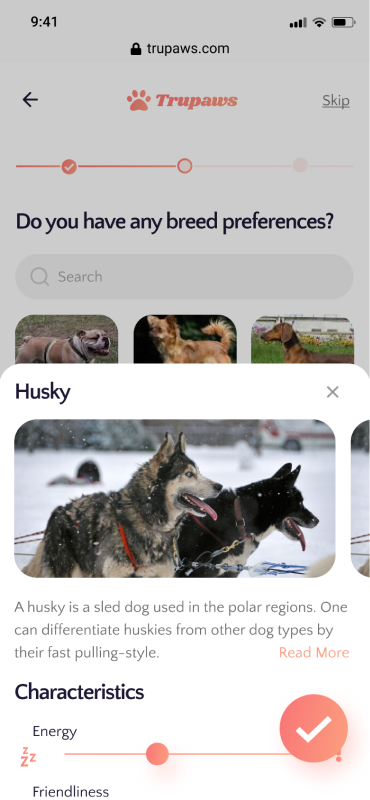 9:41
trupaws.com
Trupaws
Skip
Do you have any breed preferences?
Search
Husky
A husky is a sled dog used in the polar regions. One
can differentiate huskies from other dog types by
their fast pulling-style.
Read More
Characteristics
Energy
zzz
Friendliness